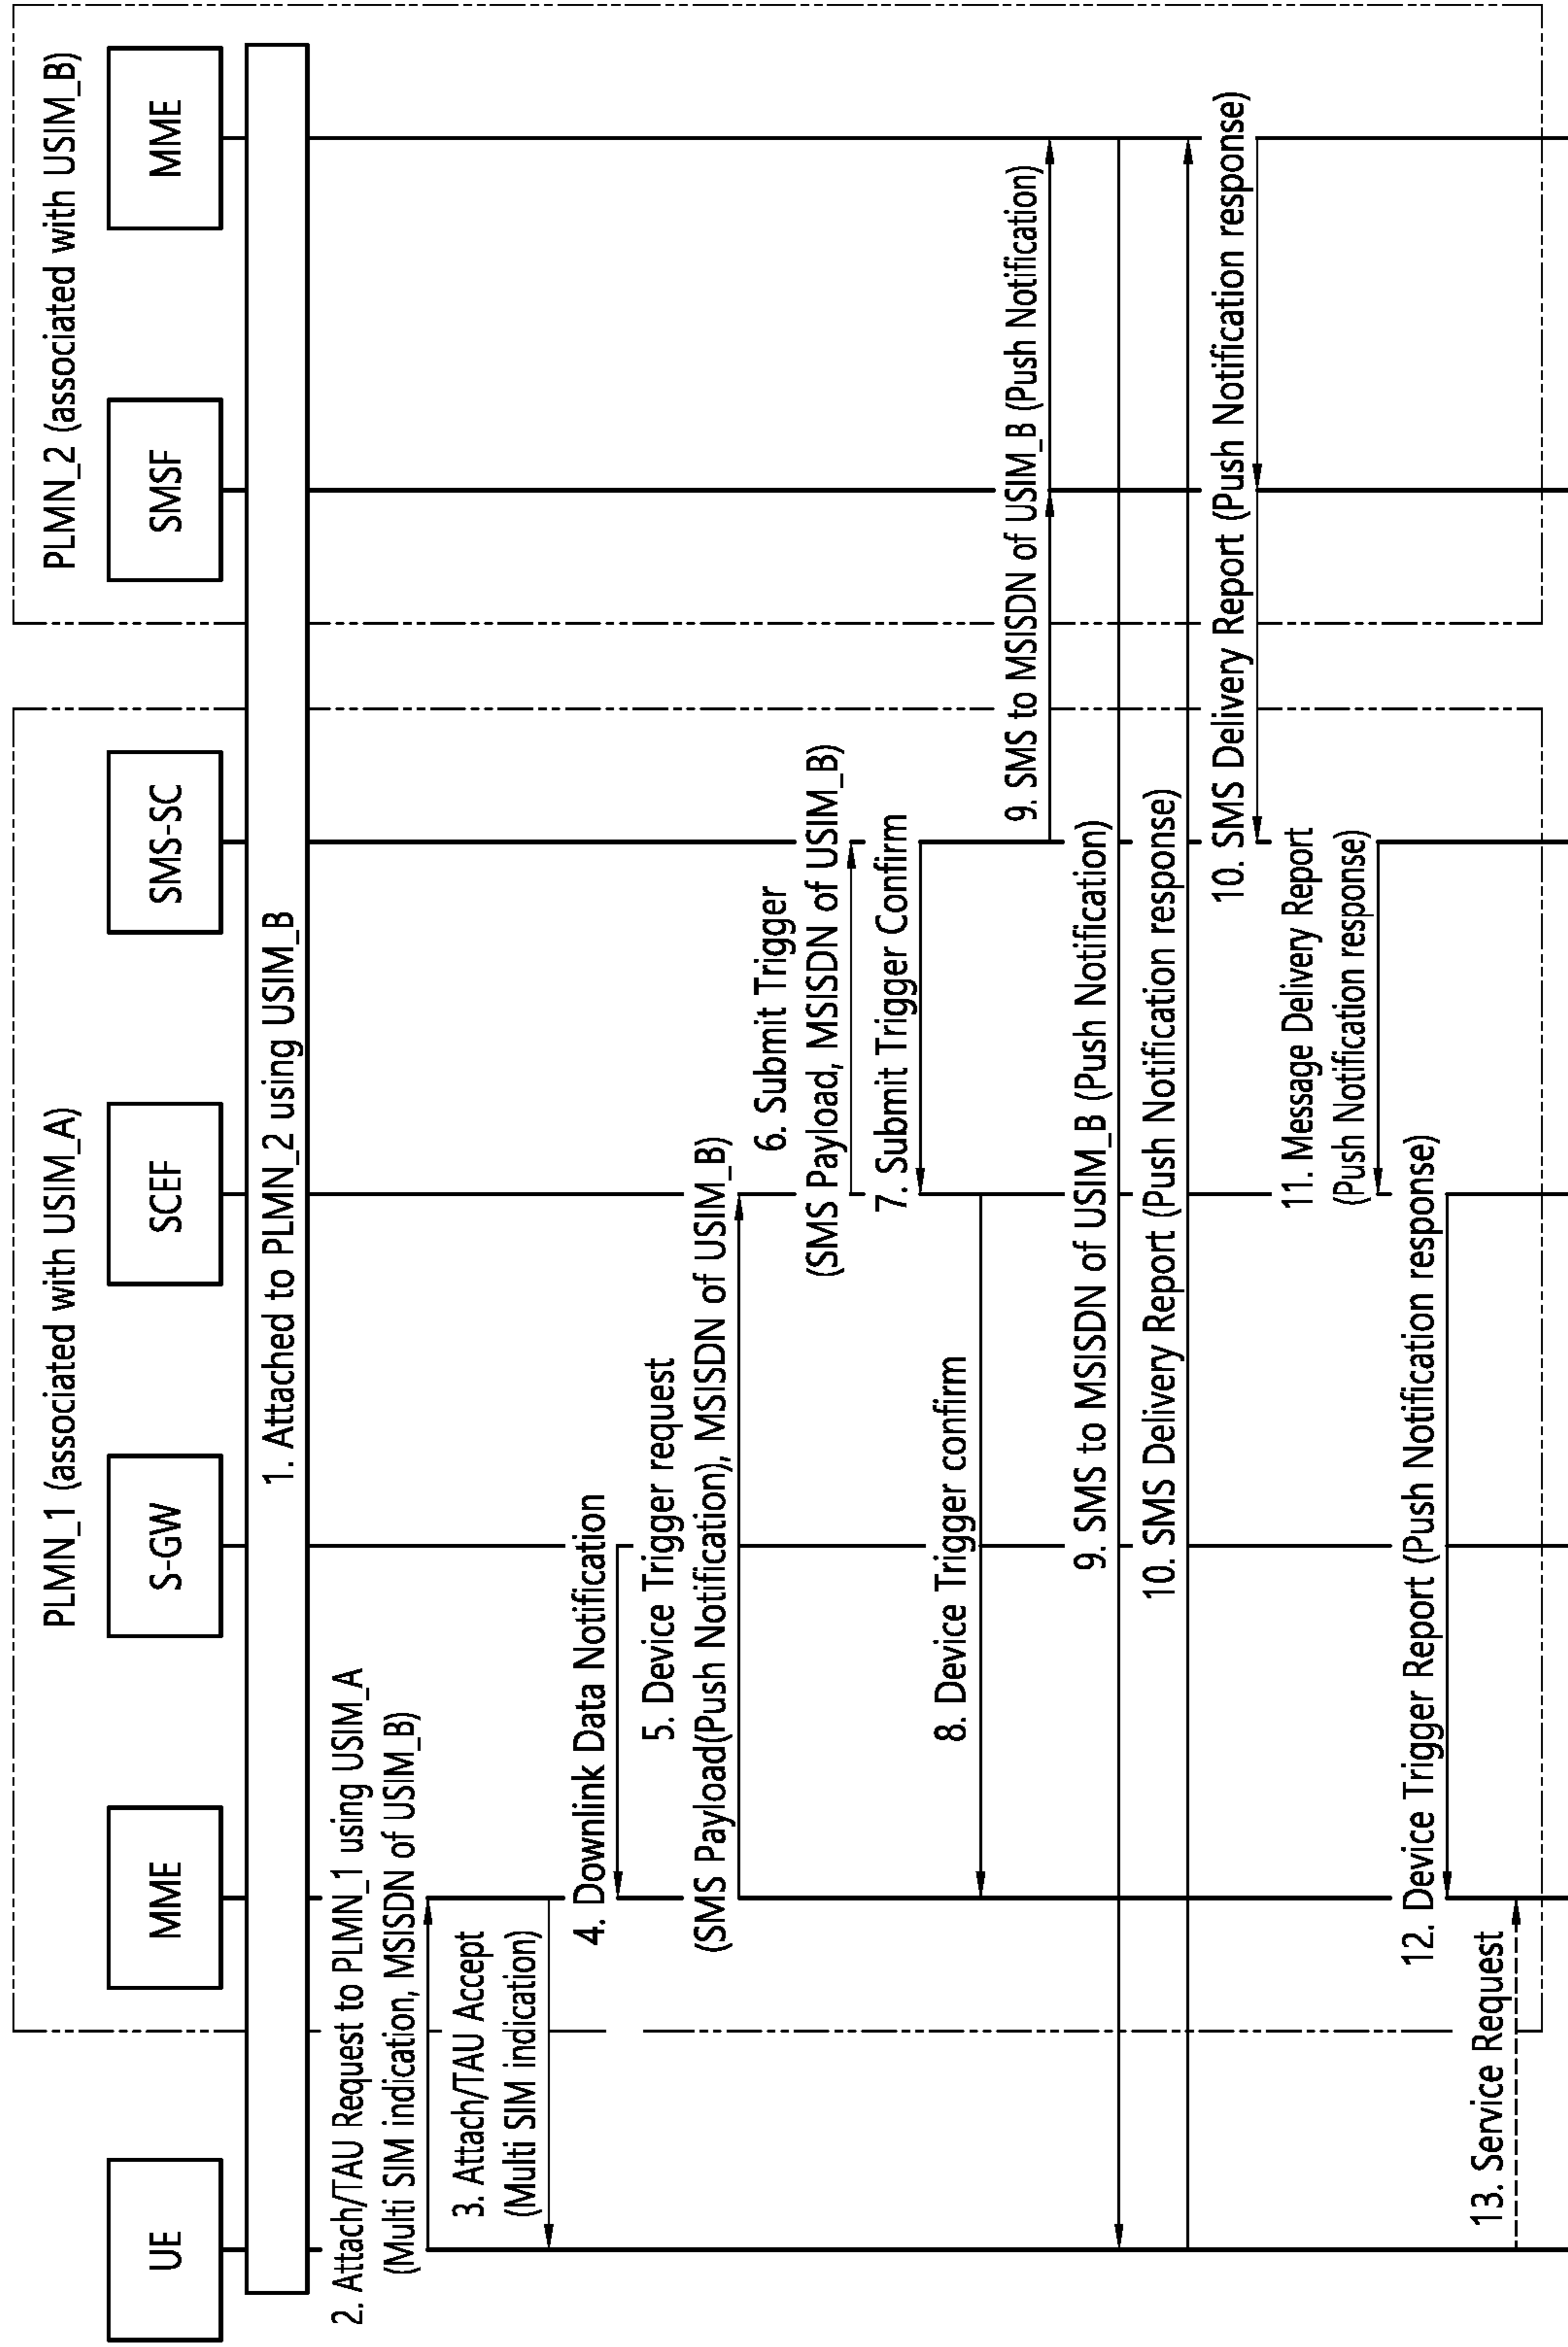 PLMN_1 (associated with USIM_A)
PLMN_2 (associated with USIM_B)
UE
MME
S-GW
SCEF
SMS-SC
SMSF
MME
1. Attached to PLMN_2 using USIM_B
2. Attach/TAU Request to PLMN_1 using USIM_A
(Multi SIM indication, MSISDN of USIM_B)
3. Attach/TAU Accept
(Multi SIM indication)
4. Downlink Data Notification
5. Device Trigger request
(SMS Payload(Push Notification), MSISDN of USIM_B)
6. Submit Trigger
(SMS Payload, MSISDN of USIM_B)
7. Submit Trigger Confirm
8. Device Trigger confirm
9. SMS to MSISDN of USIM_B (Push Notification)
9. SMS to MSISDN of USIM_B (Push Notification)
10. SMS Delivery Report (Push Notification response)
10. SMS Delivery Report (Push Notification response)
11. Message Delivery Report
(Push Notification response)
12. Device Trigger Report (Push Notification response)
13. Service Request